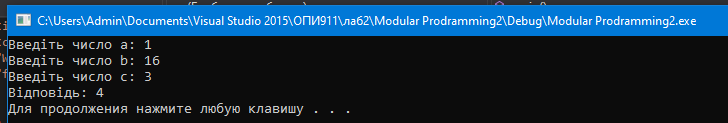 C:\Users\Admin\Documents\Visual Studio 2015\ОПИ911\ла62\Modular Prodramming2\Debug\Modular Prodramming2.exe
Введіть число a: 1
Введіть число b: 16
Введіть число c: 3
Відповідь: 4
Для продолжения нажмите любую клавишу . . .